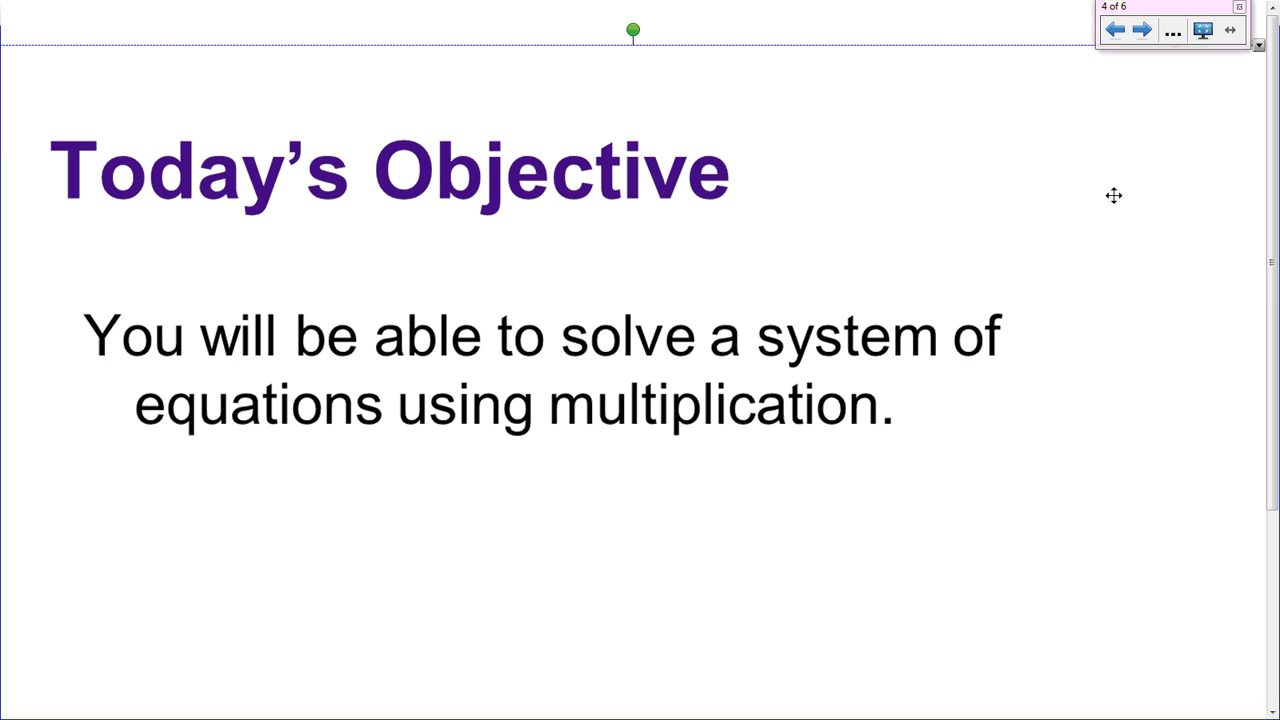 4 of 6
Today’s Objective
You will be able to solve a system of
equations using multiplication.